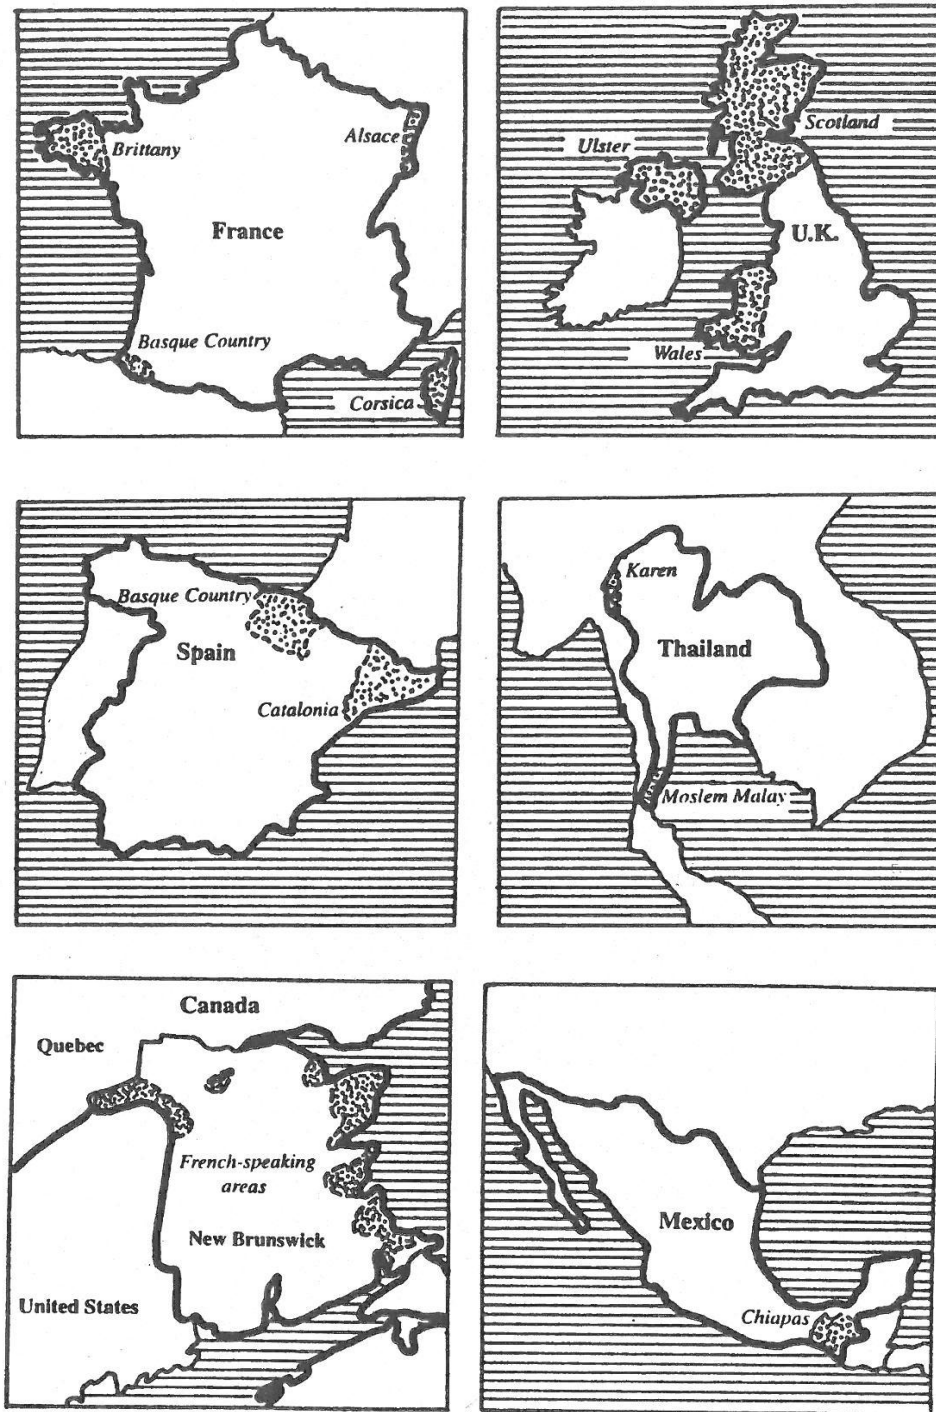 Brittany
Alsace
France
Basque Country
Corsica
Scotland
Ulster
U.K.
Wales
Basque Country
Spain
Catalonia
Karen
Thailand
Moslem Malay
Canada
Quebec
French-speaking
areas
New Brunswick
United States
Mexico
Chiapas